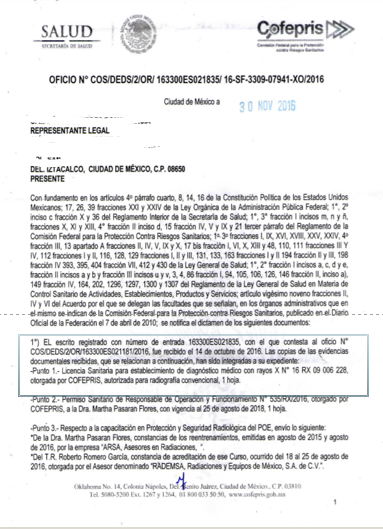 SALUD
SECRETARÍA DE SALUD
Cofepris
Comisión Federal para la Protección
contra Riesgos Sanitarios
OFICIO N° COS/DEDS/2/OR/ 163300ES021835/ 16-SF-3309-07941-XO/2016
Ciudad de México a
30 NOV 2016
REPRESENTANTE LEGAL
DEL. IZTACALCO, CIUDAD DE MÉXICO, C.P. 08650
PRESENTE
Con fundamento en los artículos 4º párrafo cuarto, 8, 14, 16 de la Constitución Política de los Estados Unidos
Mexicanos; 17, 26, 39 fracciones XXI y XXIV de la Ley Orgánica de la Administración Pública Federal; 1°, 2°
inciso c fracción X y 36 del Reglamento Interior de la Secretaría de Salud; 1°, 3° fracción I incisos m, n y ñ,
fracciones X, XI y XIII, 4° fracción II inciso d, 15 fracción IV, V y IX y 21 tercer párrafo del Reglamento de la
Comisión Federal para la Protección Contra Riesgos Sanitarios; 1° 3º fracciones I, IX, XVI, XVIII, XXV, XXIV, 4º
fracción III, 13 apartado A fracciones II, IV, V, IX y X, 17 bis fracción I, VI, X, XIII y 48, 110, 111 fracciones III Y
IV, 112 fracciones I y II, 116, 128, 129 fracciones I, II y III, 131, 133, 163 fracciones I y II 194 fracción II y III, 198
fracción IV 393, 395, 404 fracción VII, 412 y 430 de la Ley General de Salud; 1°, 2° fracción I incisos a, c, d y e,
fracción II incisos a y b y fracción III incisos u y v, 3, 4, 86 fracción I, 94, 105, 106, 126, 146 fracción II, inciso a),
149 fracción IV, 164, 202, 1296, 1297, 1300 y 1307 del Reglamento de la Ley General de Salud en Materia de
Control Sanitario de Actividades, Establecimientos, Productos y Servicios; artículo vigésimo noveno fracciones II,
IV y VI del Acuerdo por el que se delegan las facultades que se señalan, en los órganos administrativos que en
el mismo se indican de la Comisión Federal para la Protección contra Riesgos Sanitarios, publicado en el Diario
Oficial de la Federación el 7 de abril de 2010; se notifica el dictamen de los siguientes documentos:
1°) EL escrito registrado con número de entrada 163300ES021835, con el que contesta al oficio N°
COS/DEDS/2/OR/163300ES021181/2016, fue recibido el 14 de octubre de 2016. Las copias de las evidencias
documentales recibidas, que se relacionan a continuación, han sido integradas a su expediente:
-Punto 1.- Licencia Sanitaria para establecimiento de diagnóstico médico con rayos X N° 16 RX 09 006 228,
otorgada por COFEPRIS, autorizada para radiografía convencional, 1 hoja.
-Punto 2.- Permiso Sanitario de Responsable de Operación y Funcionamiento N° 535/RX/2016, otorgado por
COFEPRIS, a la Dra. Martha Pasaran Flores, con vigencia al 25 de agosto de 2018, 1 hoja.
-Punto 3.- Respecto a la capacitación en Protección y Seguridad Radiológica del POE, envío lo siguiente:
*De la Dra. Martha Pasaran Flores, constancias de los reentrenamientos, emitidas en agosto de 2015 y agosto
de 2016, por la empresa "ARSA, Asesores en Radiaciones".
*Del T.R. Roberto Romero García, constancia de acreditación de ese Curso, ocurrido del 18 al 25 de agosto de
2016, otorgada por el Asesor denominado "RADEMSA, Radiaciones y Equipos de México, S.A. de C.V.".
Oklahoma No. 14, Colonia Nápoles, Del. Benito Juárez, Ciudad de México, C.P. 03810
Tel. 5080-5200 Ext. 1267 y 1264, 01 800 033 50 50, www.cofepris.gob.mx
1